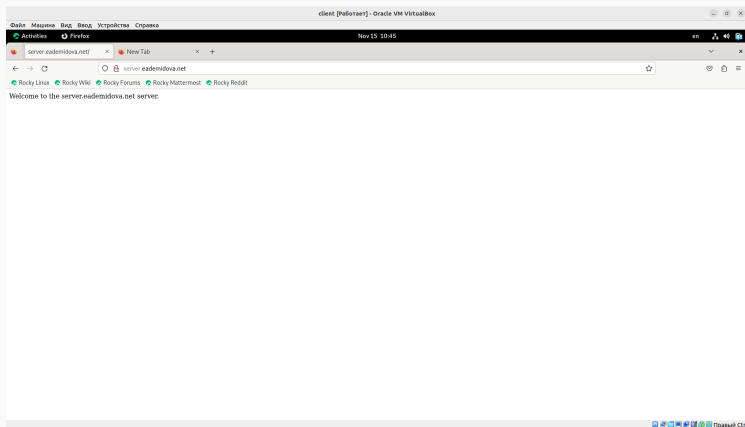 client [Работает] - Oracle VM VirtualBox
Файл Машина Вид Ввод Устройства Справка
Activities Firefox Nov 15 10:45 en
server.eademidova.net/ × New Tab × +
server.eademidova.net
Rocky Linux Rocky Wiki Rocky Forums Rocky Mattermost Rocky Reddit
Welcome to the server.eademidova.net server.
Правый Ctrl